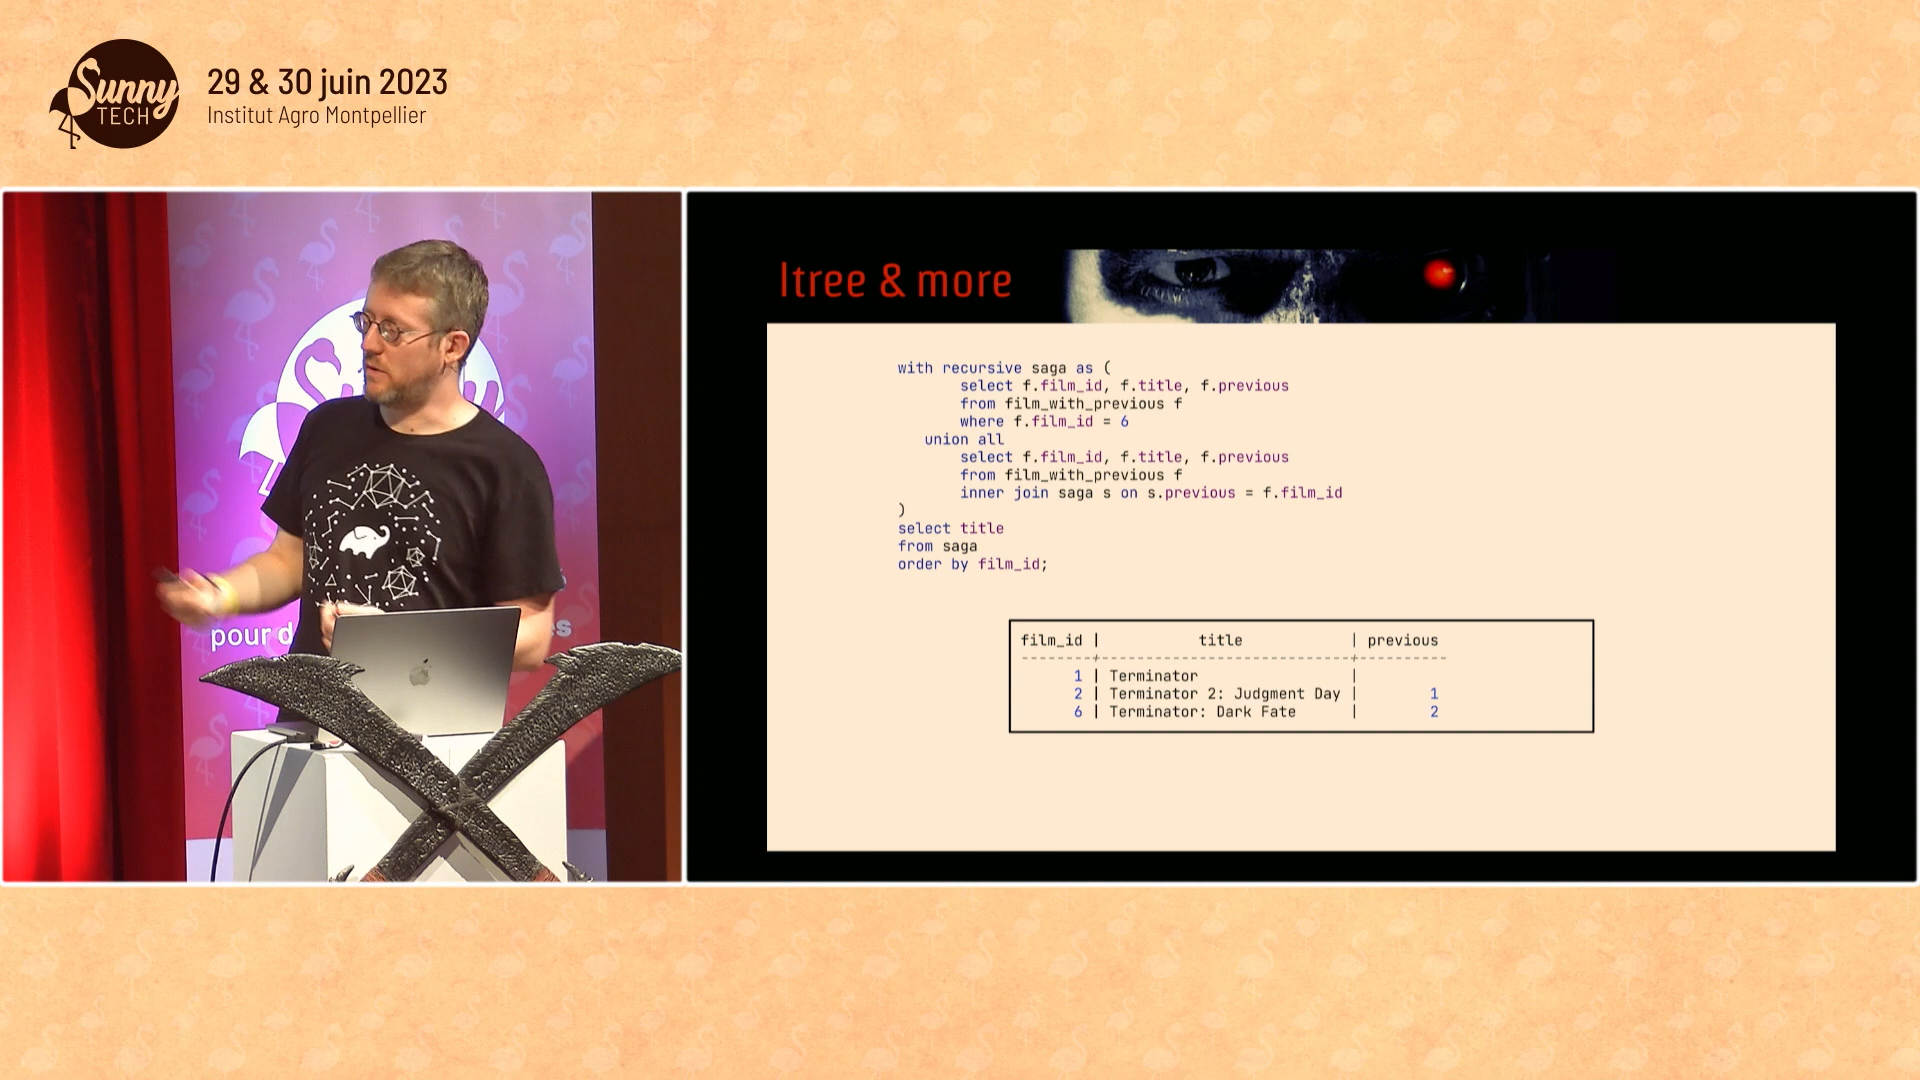 Sunny
TECH
29 & 30 juin 2023
Institut Agro Montpellier
pour d
es
ltree & more
with recursive saga as (
select f.film_id, f.title, f.previous
from film_with_previous f
where f.film_id = 6
union all
select f.film_id, f.title, f.previous
from film_with_previous f
inner join saga s on s.previous = f.film_id
)
select title
from saga
order by film_id;
film_id | title | previous
--------+----------------------------+----------
1 | Terminator |
2 | Terminator 2: Judgment Day | 1
6 | Terminator: Dark Fate | 2